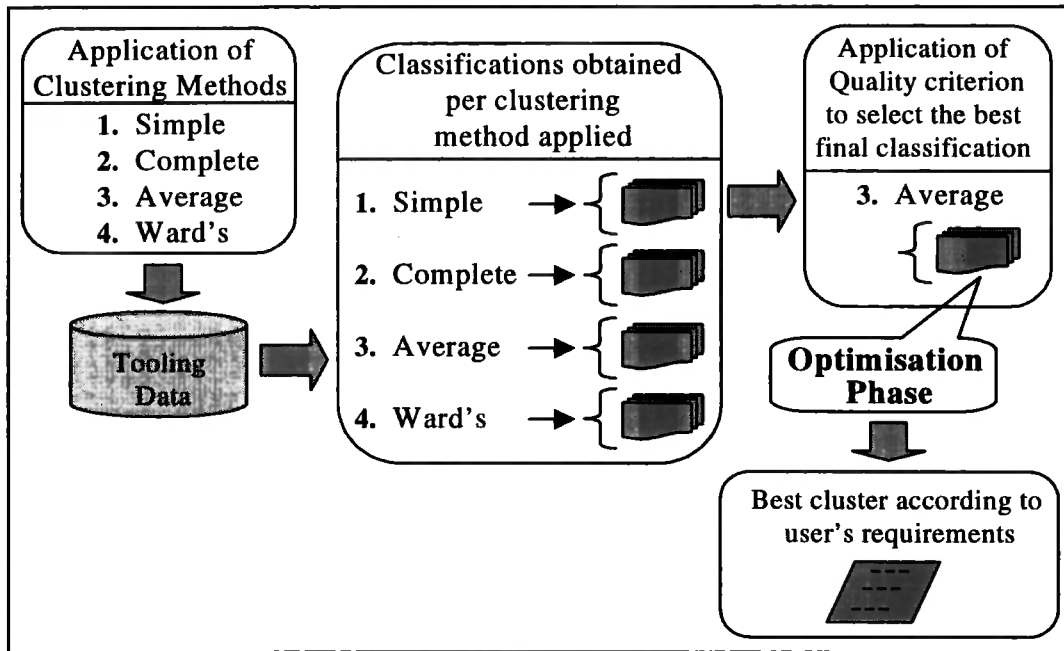 Application of
Clustering Methods
1. Simple
2. Complete
3. Average
4. Ward's
Tooling
Data
Classifications obtained
per clustering
method applied
1. Simple
2. Complete
3. Average
4. Ward's
Application of
Quality criterion
to select the best
final classification
3. Average
Optimisation
Phase
Best cluster according to
user's requirements